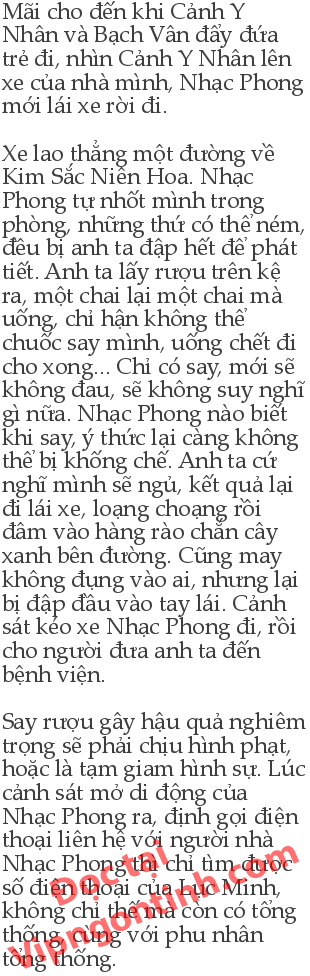 Mãi cho đến khi Cảnh Y
Nhân và Bạch Vân đẩy đứa
trẻ đi, nhìn Cảnh Y Nhân lên
xe của nhà mình, Nhạc Phong
mới lái xe rời đi.
Xe lao thẳng một đường về
Kim Sắc Niên Hoa. Nhạc
Phong tự nhốt mình trong
phòng, những thứ có thể ném,
đều bị anh ta đập hết để phát
tiết. Anh ta lấy rượu trên kệ
ra, một chai lại một chai mà
uống, chỉ hận không thể
chuốc say mình, uống chết đi
cho xong... Chỉ có say, mới sẽ
không đau, sẽ không suy nghĩ
gì nữa. Nhạc Phong nào biết
khi say, ý thức lại càng không
thể bị khống chế. Anh ta cứ
nghĩ mình sẽ ngủ, kết quả lại
đi lái xe, loạng choạng rồi
đâm vào hàng rào chắn cây
xanh bên đường. Cũng may
không đụng vào ai, nhưng lại
bị đập đầu vào tay lái. Cảnh
sát kéo xe Nhạc Phong đi, rồi
cho người đưa anh ta đến
bệnh viện.
Say rượu gây hậu quả nghiêm
trọng sẽ phải chịu hình phạt,
hoặc là tạm giam hình sự. Lúc
cảnh sát mở di động của
Nhạc Phong ra, định gọi điện
thoại liên hệ với người nhà
Nhạc Phong thì chỉ tìm được
số điện thoại của Lục Minh,
không chỉ thế mà còn có tổng
thống, cùng với phu nhân
tổng thống.
Đọc tại
Vipngontinh.com